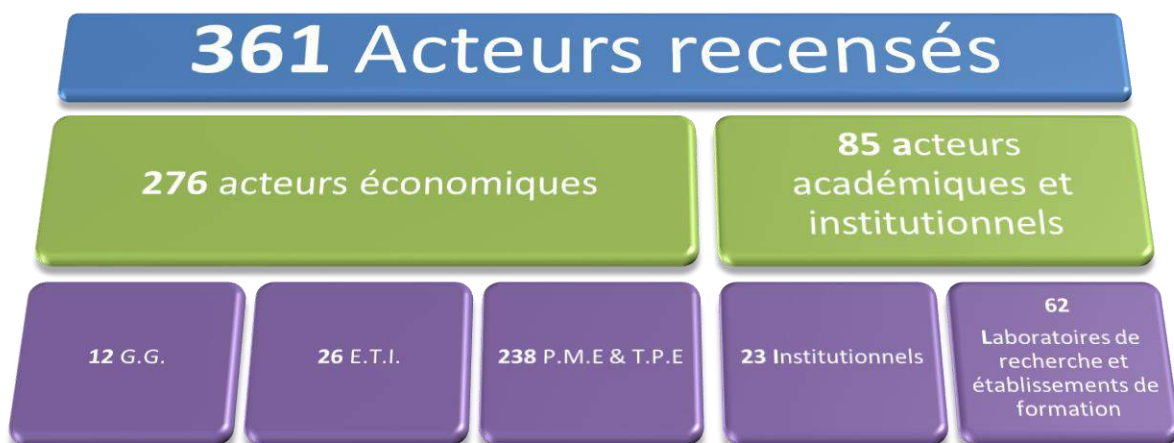 361 Acteurs recensés
276 acteurs économiques
85 acteurs
académiques et
institutionnels
12 G.G.
26 E.T.I.
238 P.M.E & T.P.E
23 Institutionnels
62
Laboratoires de
recherche et
établissements de
formation